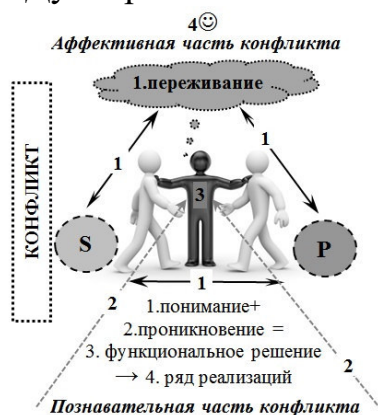 4☺
Аффективная часть конфликта
1.переживание
1
1
3
КОНФЛИКТ
S
P
1
2
1.понимание+
2.проникновение =
3. функциональное решение
2
→ 4. ряд реализаций
Познавательная часть конфликта